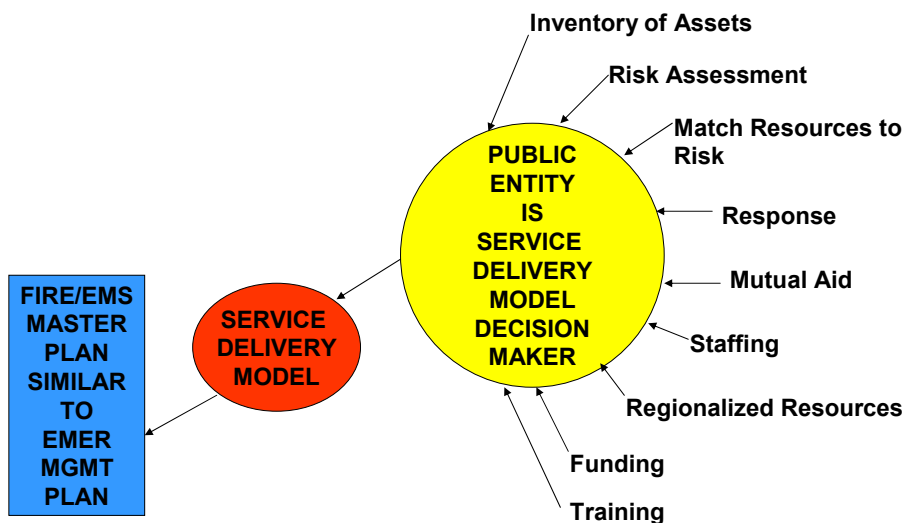 Inventory of Assets
Risk Assessment
Match Resources to
Risk
Response
Mutual Aid
Staffing
Regionalized Resources
Funding
Training
PUBLIC
ENTITY
IS
SERVICE
DELIVERY
MODEL
DECISION
MAKER
SERVICE
DELIVERY
MODEL
FIRE/EMS
MASTER
PLAN
SIMILAR
TO
EMER
MGMT
PLAN